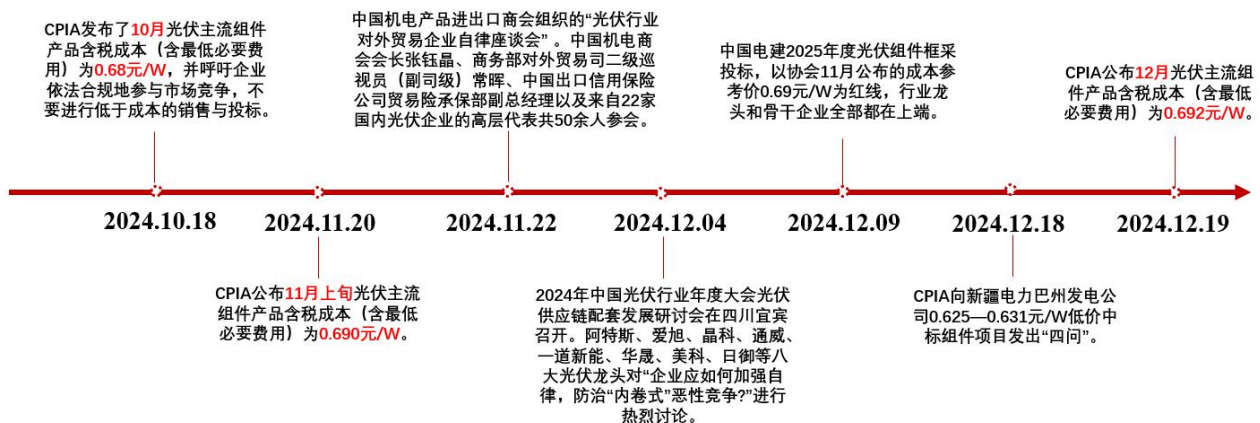 CPIA发布了10月光伏主流组件
产品含税成本（含最低必要费
用）为0.68元/W，并呼吁企业
依法合规地参与市场竞争，不
要进行低于成本的销售与投标。
中国机电产品进出口商会组织的“光伏行业
对外贸易企业自律座谈会” 。中国机电商
会会长张钰晶、商务部对外贸易司二级巡
视员（副司级）常晖、中国出口信用保险
公司贸易险承保部副总经理以及来自22家
国内光伏企业的高层代表共50余人参会。
中国电建2025年度光伏组件框采
投标，以协会11月公布的成本参
考价0.69元/W为红线，行业龙
头和骨干企业全部都在上端。
CPIA公布12月光伏主流组
件产品含税成本（含最低
必要费用）为0.692元/W。
2024.10.18
2024.11.20
2024.11.22
2024.12.04
2024.12.09
2024.12.18
2024.12.19
CPIA公布11月上旬光伏主流
组件产品含税成本（含最低
必要费用）为0.690元/W。
2024年中国光伏行业年度大会光伏
供应链配套发展研讨会在四川宜宾
召开。阿特斯、爱旭、晶科、通威、
一道新能、华晟、美科、日御等八
大光伏龙头对“企业应如何加强自
律，防治“内卷式”恶性竞争?”进行
热烈讨论。
CPIA向新疆电力巴州发电公
司0.625—0.631元/W低价中
标组件项目发出“四问”。